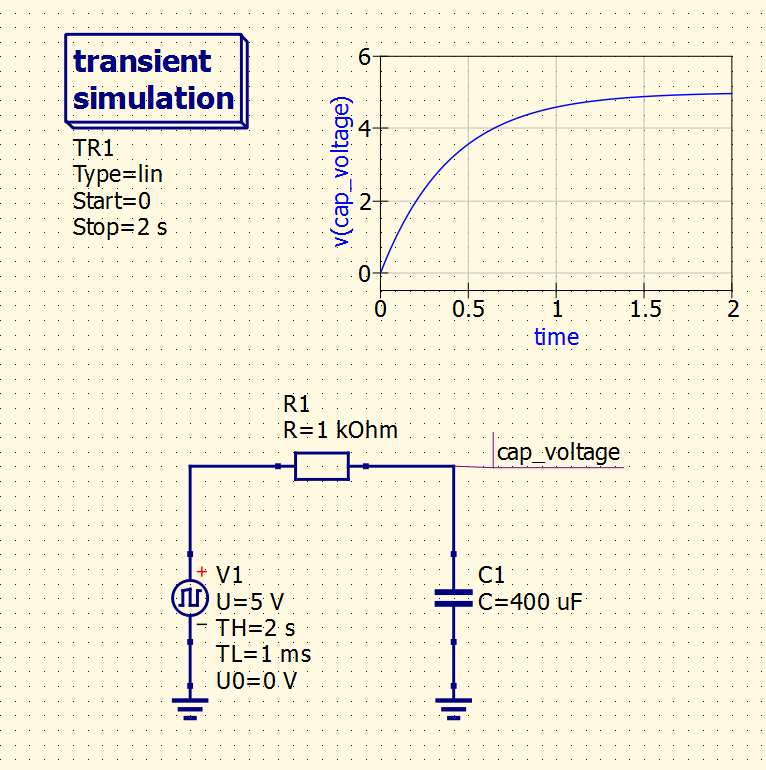 transient
simulation
TR1
Type=lin
Start=0
Stop=2 s
6
4
2
0
v(cap_voltage)
0 0.5 1 1.5 2
time
R1
R=1 kOhm
cap_voltage
+
V1
U=5 V
TH=2 s
TL=1 ms
U0=0 V
−
C1
C=400 uF